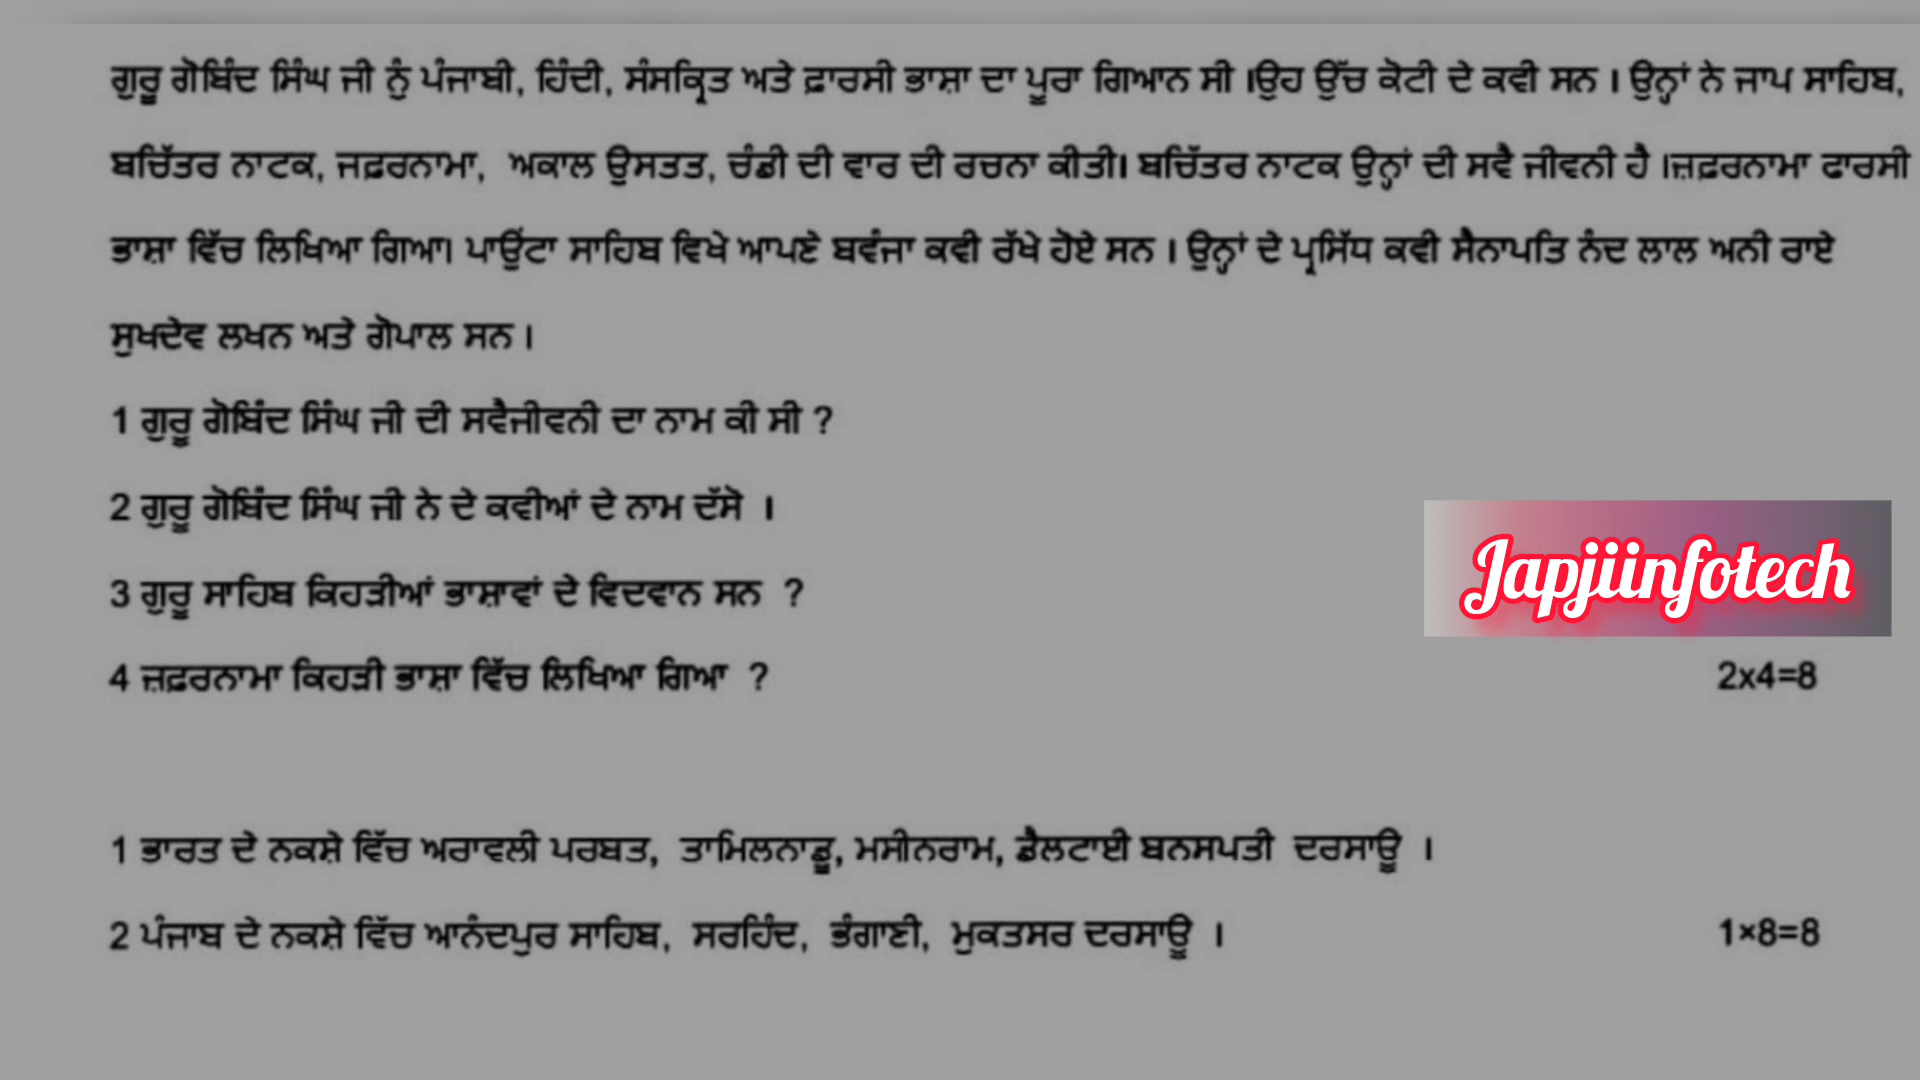 ਗੁਰੂ ਗੋਬਿੰਦ ਸਿੰਘ ਜੀ ਨੂੰ ਪੰਜਾਬੀ, ਹਿੰਦੀ, ਸੰਸਕ੍ਰਿਤ ਅਤੇ ਫ਼ਾਰਸੀ ਭਾਸ਼ਾ ਦਾ ਪੂਰਾ ਗਿਆਨ ਸੀ ।ਉਹ ਉੱਚ ਕੋਟੀ ਦੇ ਕਵੀ ਸਨ । ਉਨ੍ਹਾਂ ਨੇ ਜਾਪ ਸਾਹਿਬ,
ਬਚਿੱਤਰ ਨਾਟਕ, ਜਫ਼ਰਨਾਮਾ, ਅਕਾਲ ਉਸਤਤ, ਚੰਡੀ ਦੀ ਵਾਰ ਦੀ ਰਚਨਾ ਕੀਤੀ। ਬਚਿੱਤਰ ਨਾਟਕ ਉਨ੍ਹਾਂ ਦੀ ਸਵੈ ਜੀਵਨੀ ਹੈ ।ਜ਼ਫ਼ਰਨਾਮਾ ਫਾਰਸੀ
ਭਾਸ਼ਾ ਵਿੱਚ ਲਿਖਿਆ ਗਿਆ। ਪਾਉਂਟਾ ਸਾਹਿਬ ਵਿਖੇ ਆਪਣੇ ਬਵੰਜਾ ਕਵੀ ਰੱਖੇ ਹੋਏ ਸਨ । ਉਨ੍ਹਾਂ ਦੇ ਪ੍ਰਸਿੱਧ ਕਵੀ ਸੈਨਾਪਤਿ ਨੰਦ ਲਾਲ ਅਨੀ ਰਾਏ
ਸੁਖਦੇਵ ਲਖਨ ਅਤੇ ਗੋਪਾਲ ਸਨ ।
1 ਗੁਰੂ ਗੋਬਿੰਦ ਸਿੰਘ ਜੀ ਦੀ ਸਵੈਜੀਵਨੀ ਦਾ ਨਾਮ ਕੀ ਸੀ ?
2 ਗੁਰੂ ਗੋਬਿੰਦ ਸਿੰਘ ਜੀ ਨੇ ਦੇ ਕਵੀਆਂ ਦੇ ਨਾਮ ਦੱਸੋ ।
3 ਗੁਰੂ ਸਾਹਿਬ ਕਿਹੜੀਆਂ ਭਾਸ਼ਾਵਾਂ ਦੇ ਵਿਦਵਾਨ ਸਨ ?
Japjiinfotech
4 ਜ਼ਫ਼ਰਨਾਮਾ ਕਿਹੜੀ ਭਾਸ਼ਾ ਵਿੱਚ ਲਿਖਿਆ ਗਿਆ ? 2x4=8
1 ਭਾਰਤ ਦੇ ਨਕਸ਼ੇ ਵਿੱਚ ਅਰਾਵਲੀ ਪਰਬਤ, ਤਾਮਿਲਨਾਡੂ, ਮਸੀਨਰਾਮ, ਡੈਲਟਾਈ ਬਨਸਪਤੀ ਦਰਸਾਊ ।
2 ਪੰਜਾਬ ਦੇ ਨਕਸ਼ੇ ਵਿੱਚ ਆਨੰਦਪੁਰ ਸਾਹਿਬ, ਸਰਹਿੰਦ, ਭੰਗਾਣੀ, ਮੁਕਤਸਰ ਦਰਸਾਊ । 1×8=8